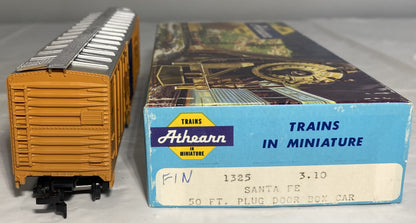 TRAINS
Athearn
IN MINIATURE
TRAINS
IN MINIATURE
FIN 1325 3.10
SANTA FE
50 FT. PLUG DOOR BOX CAR